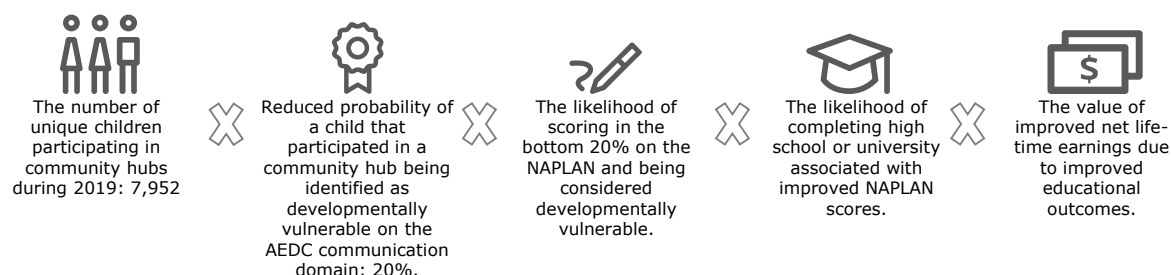 The number of
unique children
participating in
community hubs
during 2019: 7,952
Reduced probability of
a child that
participated in a
community hub being
identified as
developmentally
vulnerable on the
AEDC communication
domain: 20%.
The likelihood of
scoring in the
bottom 20% on the
NAPLAN and being
considered
developmentally
vulnerable.
The likelihood of
completing high
school or university
associated with
improved NAPLAN
scores.
$
The value of
improved net life-
time earnings due
to improved
educational
outcomes.